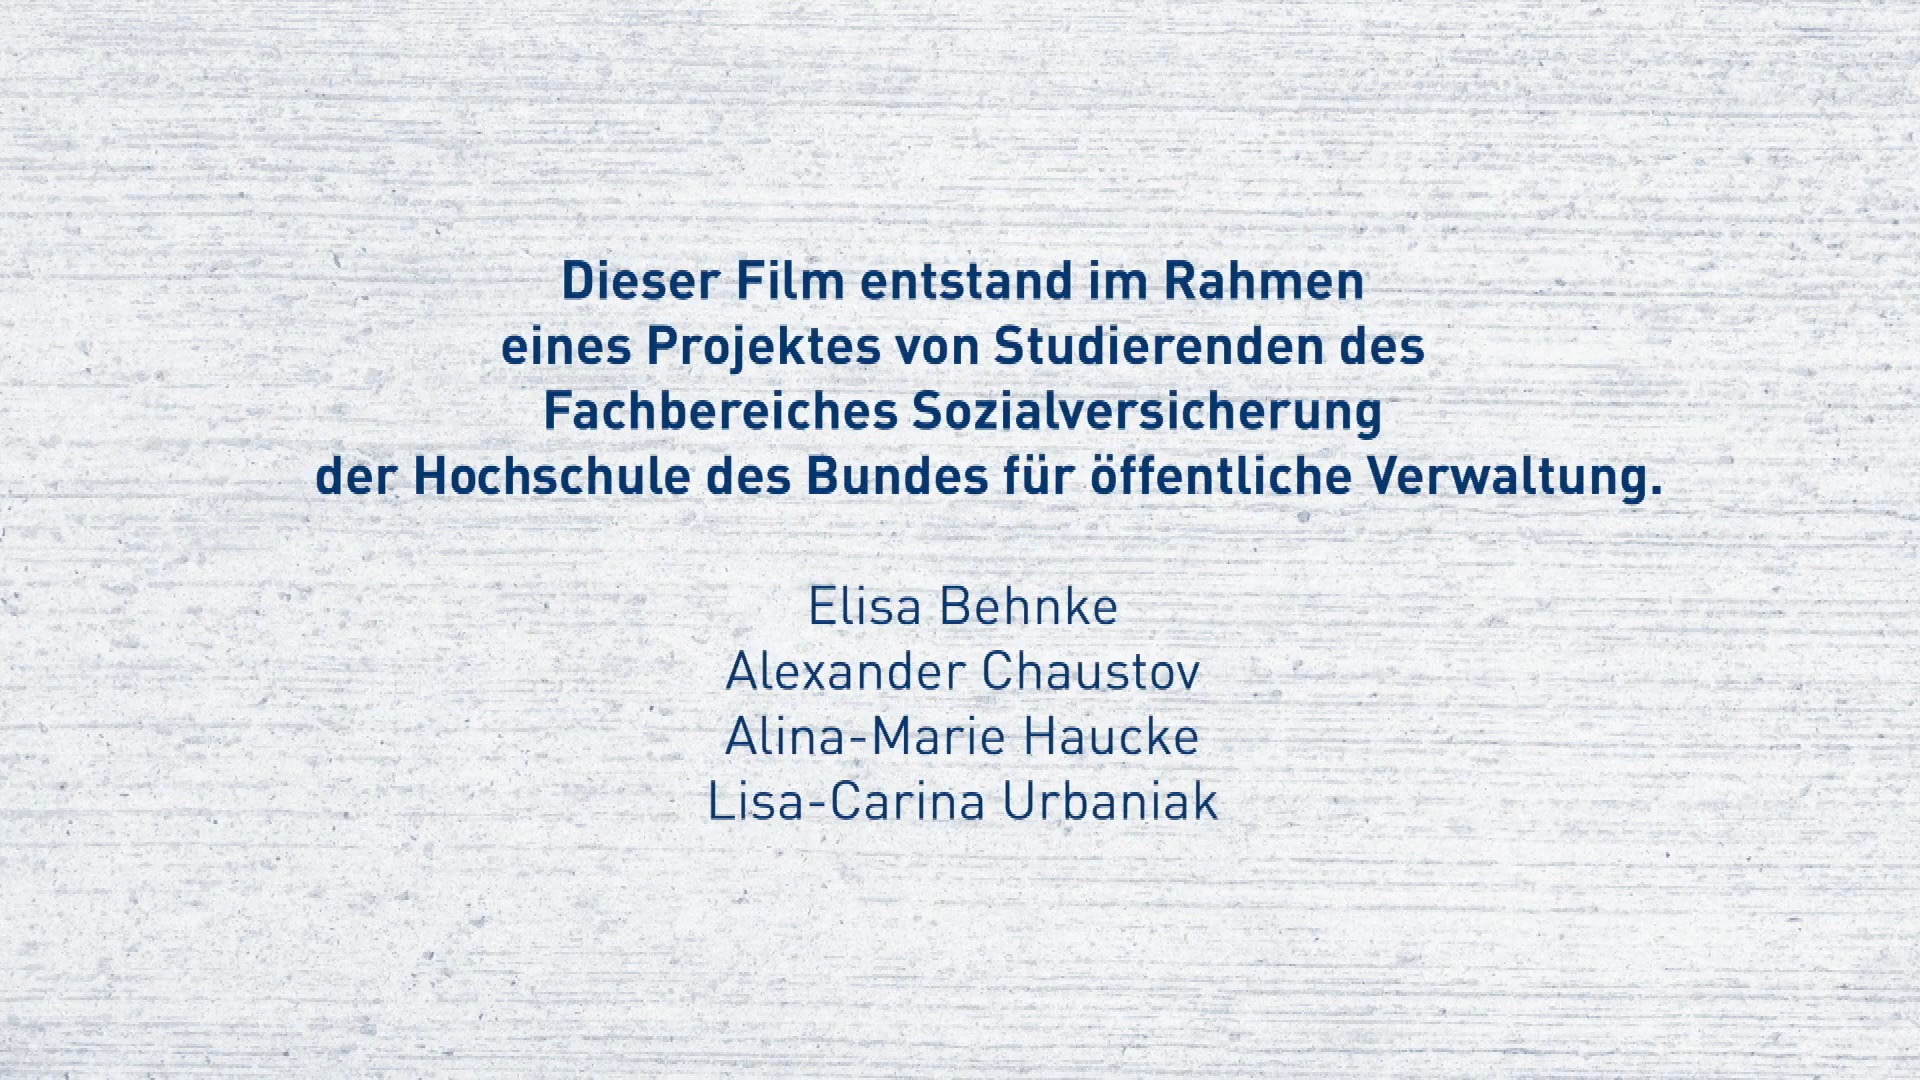 Dieser Film entstand im Rahmen
eines Projektes von Studierenden des
Fachbereiches Sozialversicherung
der Hochschule des Bundes für öffentliche Verwaltung.
Elisa Behnke
Alexander Chaustov
Alina-Marie Haucke
Lisa-Carina Urbaniak